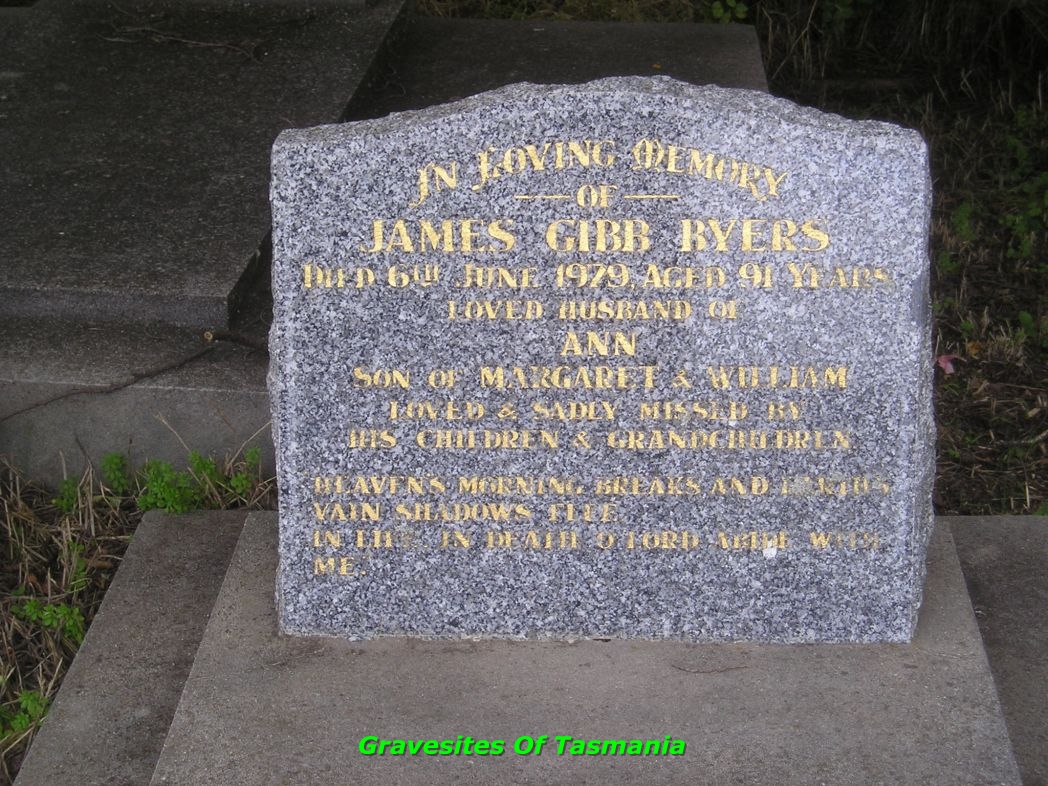 IN LOVING MEMORY
OF
JAMES GIBB BYERS
DIED 6TH JUNE 1979, AGED 91 YEARS
LOVED HUSBAND OF
ANN
SON OF MARGARET & WILLIAM
LOVED & SADLY MISSED BY
HIS CHILDREN & GRANDCHILDREN
HEAVEN'S MORNING BREAKS AND EARTH'S
VAIN SHADOWS FLEE
IN LIFE IN DEATH O LORD ABIDE WITH
ME.
Gravesites Of Tasmania